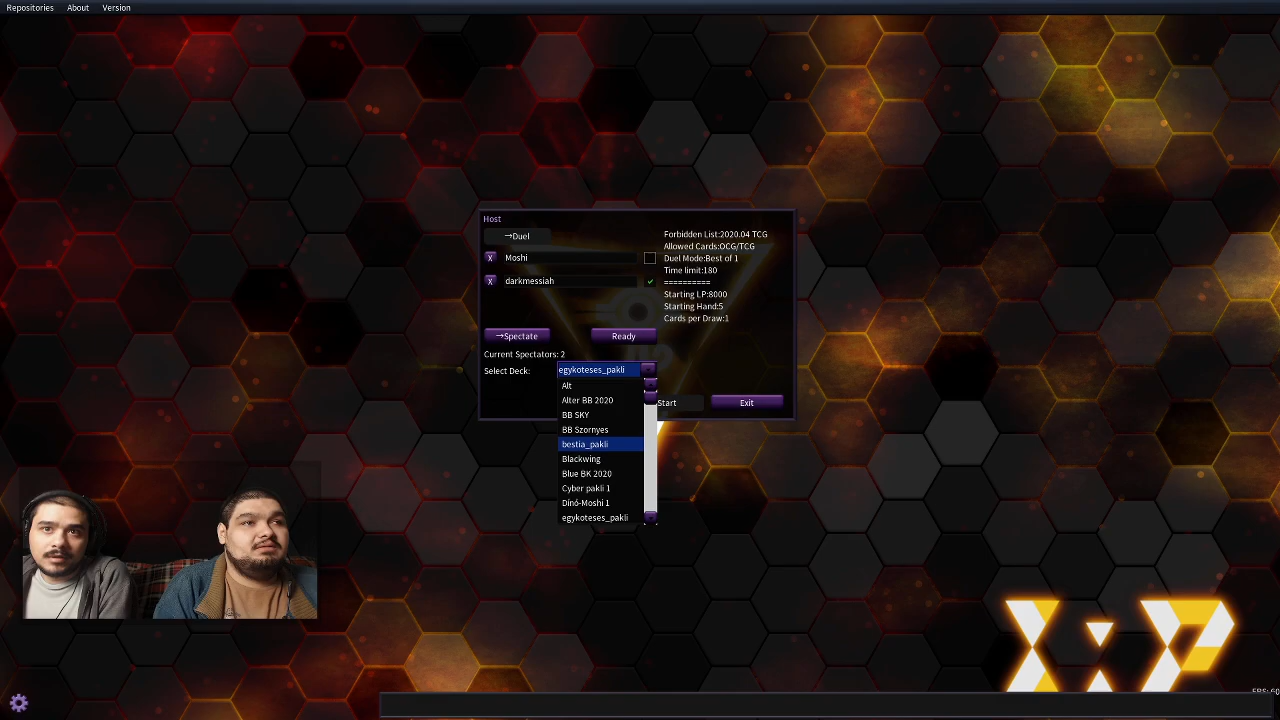 Repositories About Version
Host
→Duel
Forbidden List:2020.04 TCG
Allowed Cards:OCG/TCG
X Moshi
Duel Mode:Best of 1
Time limit:180
X darkmessiah
==========
Starting LP:8000
Starting Hand:5
Cards per Draw:1
→Spectate Ready
Current Spectators: 2
Select Deck: egykoteses_pakli
Alt
Alter BB 2020
Start Exit
BB SKY
BB Szornyes
bestia_pakli
Blackwing
Blue BK 2020
Cyber pakli 1
Dinó-Moshi 1
egykoteses_pakli
X:P
FPS: 60